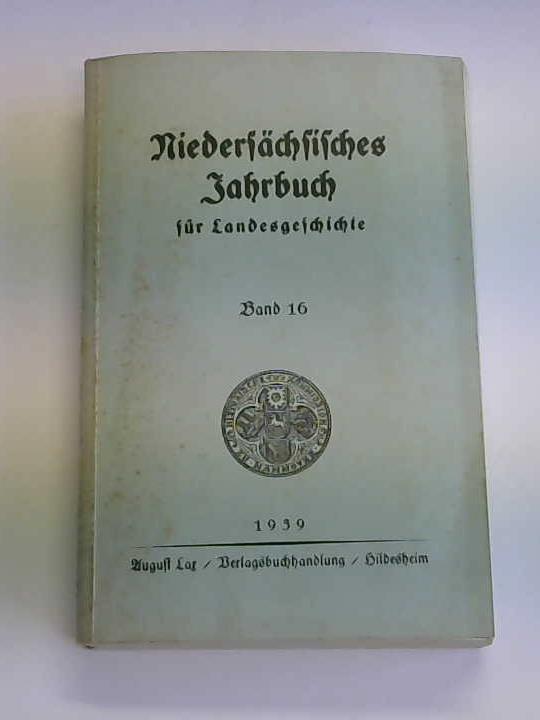 Niedersächsisches
Jahrbuch
für Landesgeschichte
Band 16
1939
August Lax / Verlagsbuchhandlung / Hildesheim